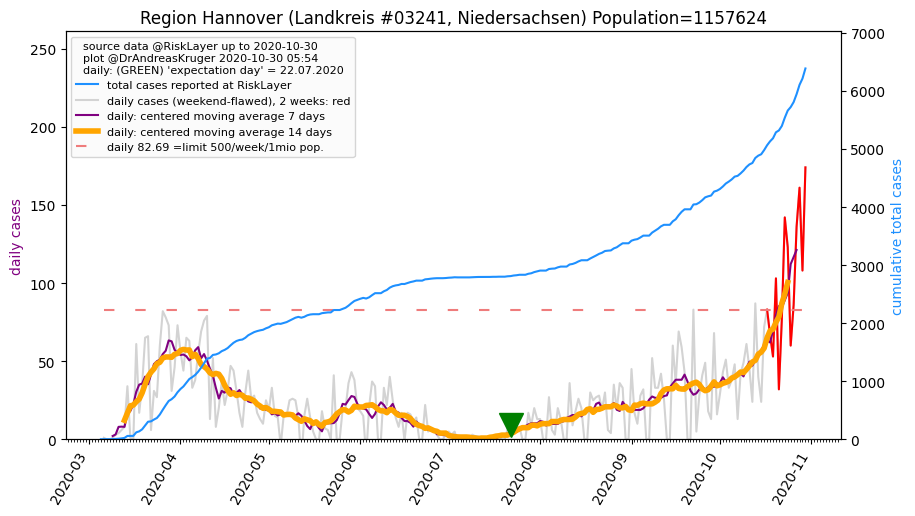 Region Hannover (Landkreis #03241, Niedersachsen) Population=1157624
source data @RiskLayer up to 2020-10-30
plot @DrAndreasKruger 2020-10-30 05:54
daily: (GREEN) 'expectation day' = 22.07.2020
total cases reported at RiskLayer
daily cases (weekend-flawed), 2 weeks: red
daily: centered moving average 7 days
daily: centered moving average 14 days
daily 82.69 =limit 500/week/1mio pop.
daily cases
250
200
150
100
50
0
cumulative total cases
7000
6000
5000
4000
3000
2000
1000
0
2020-03
2020-04
2020-05
2020-06
2020-07
2020-08
2020-09
2020-10
2020-11